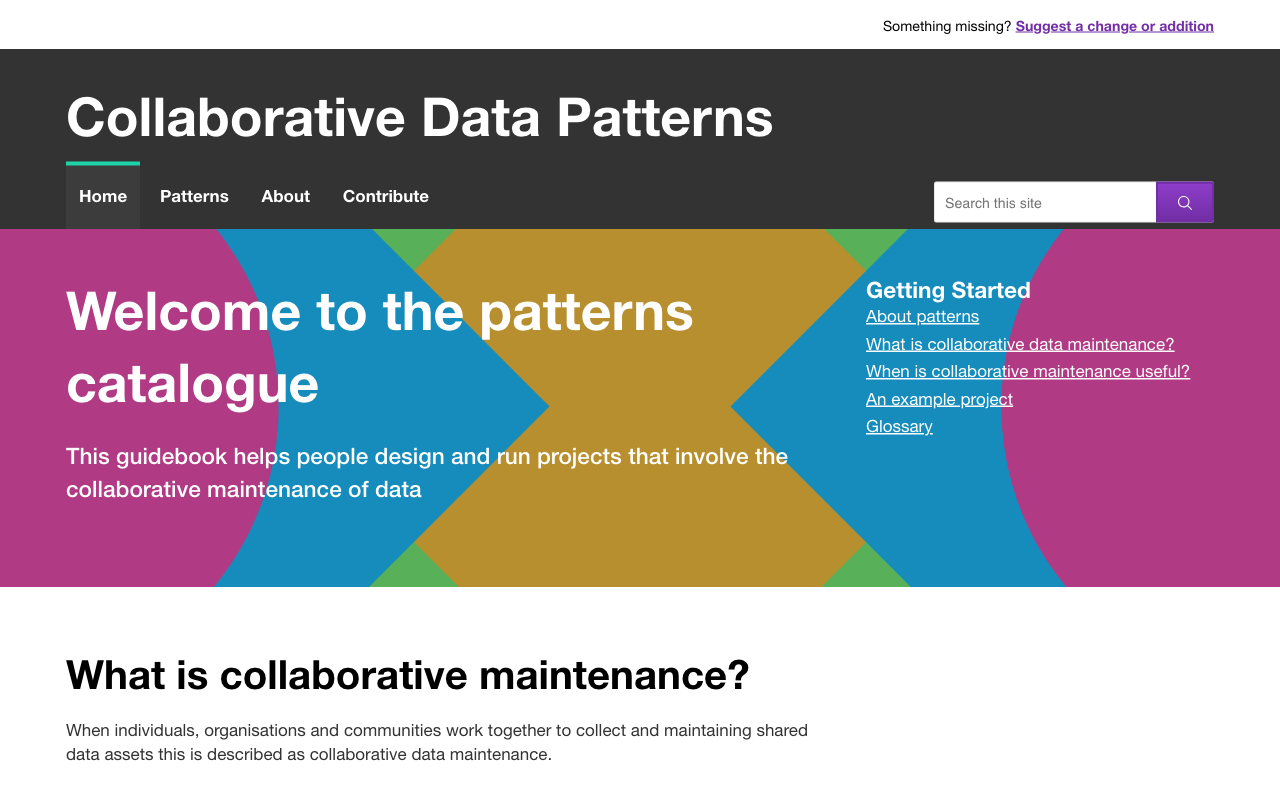 Something missing? Suggest a change or addition
Collaborative Data Patterns
Home Patterns About Contribute
Search this site
Welcome to the patterns
catalogue
This guidebook helps people design and run projects that involve the
collaborative maintenance of data
Getting Started
About patterns
What is collaborative data maintenance?
When is collaborative maintenance useful?
An example project
Glossary
What is collaborative maintenance?
When individuals, organisations and communities work together to collect and maintaining shared
data assets this is described as collaborative data maintenance.